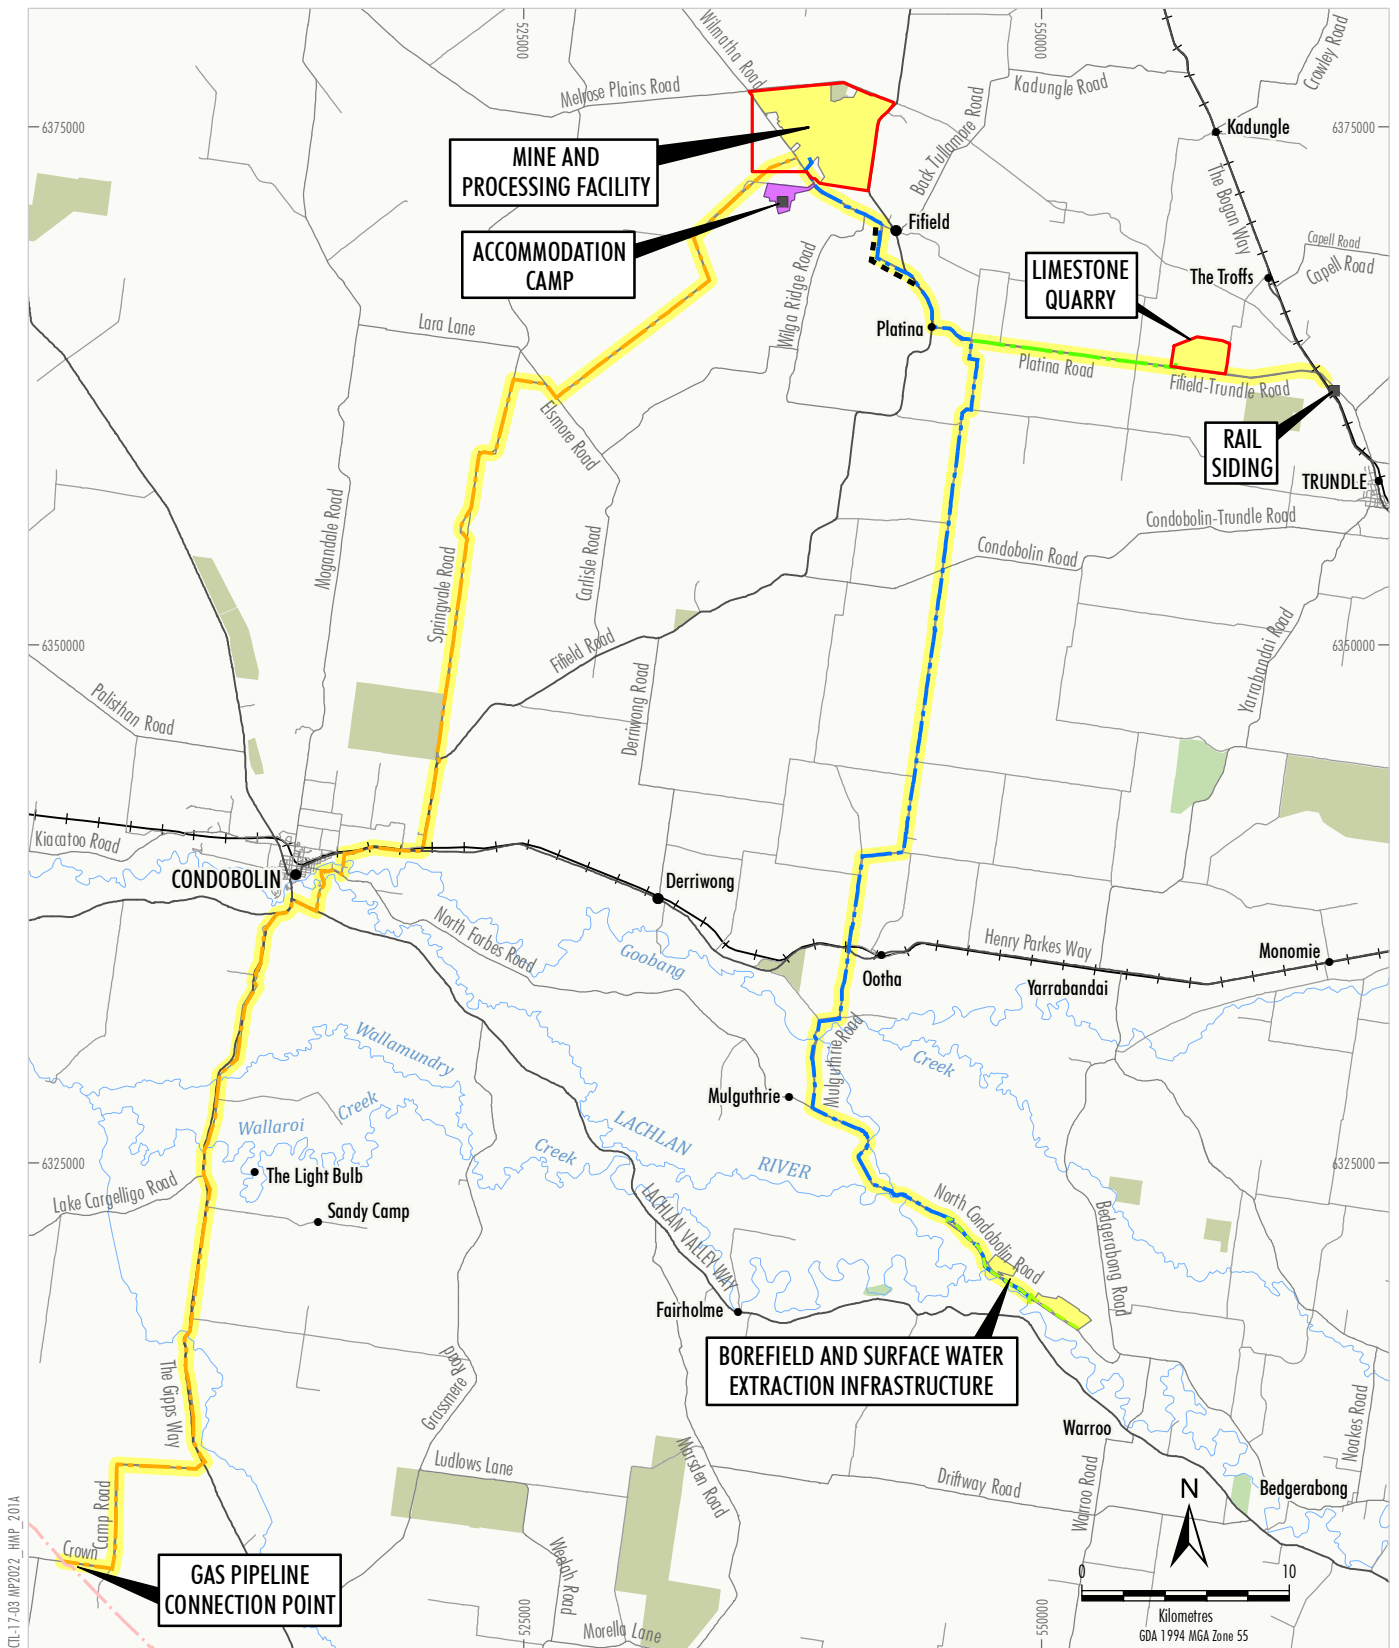 525000
550000
Wilmatha Road
Crowley Road
Melrose Plains Road
Kadungle Road
6375000
6375000
Kadungle
MINE AND
PROCESSING FACILITY
Back Tullamore Road
The Bogan Way
Fifield
ACCOMMODATION
CAMP
Wilga Ridge Road
Capell Road
Capell Road
LIMESTONE
QUARRY
The Troffs
Lara Lane
Platina
Platina Road
Fifield-Trundle Road
Elsmore Road
RAIL
SIDING
TRUNDLE
Mogandale Road
Condobolin-Trundle Road
Springvale Road
Carlisle Road
Condobolin Road
6350000
6350000
Fifield Road
Yarrabandai Road
Palisthan Road
Derriwong Road
Kiacatoo Road
CONDOBOLIN
Derriwong
North Forbes Road
Goobang
Henry Parkes Way
Monomie
Ootha
Yarrabandai
Wallamundry
Mulguthrie Road
Creek
Creek
Mulguthrie
Wallaroi
LACHLAN
Creek
RIVER
6325000
6325000
The Light Bulb
Lake Cargelligo Road
Sandy Camp
LACHLAN VALLEY WAY
North Condobolin Road
Bedgerabong Road
Fairholme
BOREFIELD AND SURFACE WATER
EXTRACTION INFRASTRUCTURE
The Gipps Way
Grassmere Road
Noakes Road
Warroo
Ludlows Lane
Marsden Road
Driftway Road
Warroo Road
Bedgerabong
N
Camp Road
Crown
GAS PIPELINE
CONNECTION POINT
Weelah Road
Morella Lane
525000
550000
0
10
Kilometres
GDA 1994 MGA Zone 55
CTL-17-03 MP2022_HMP_201A